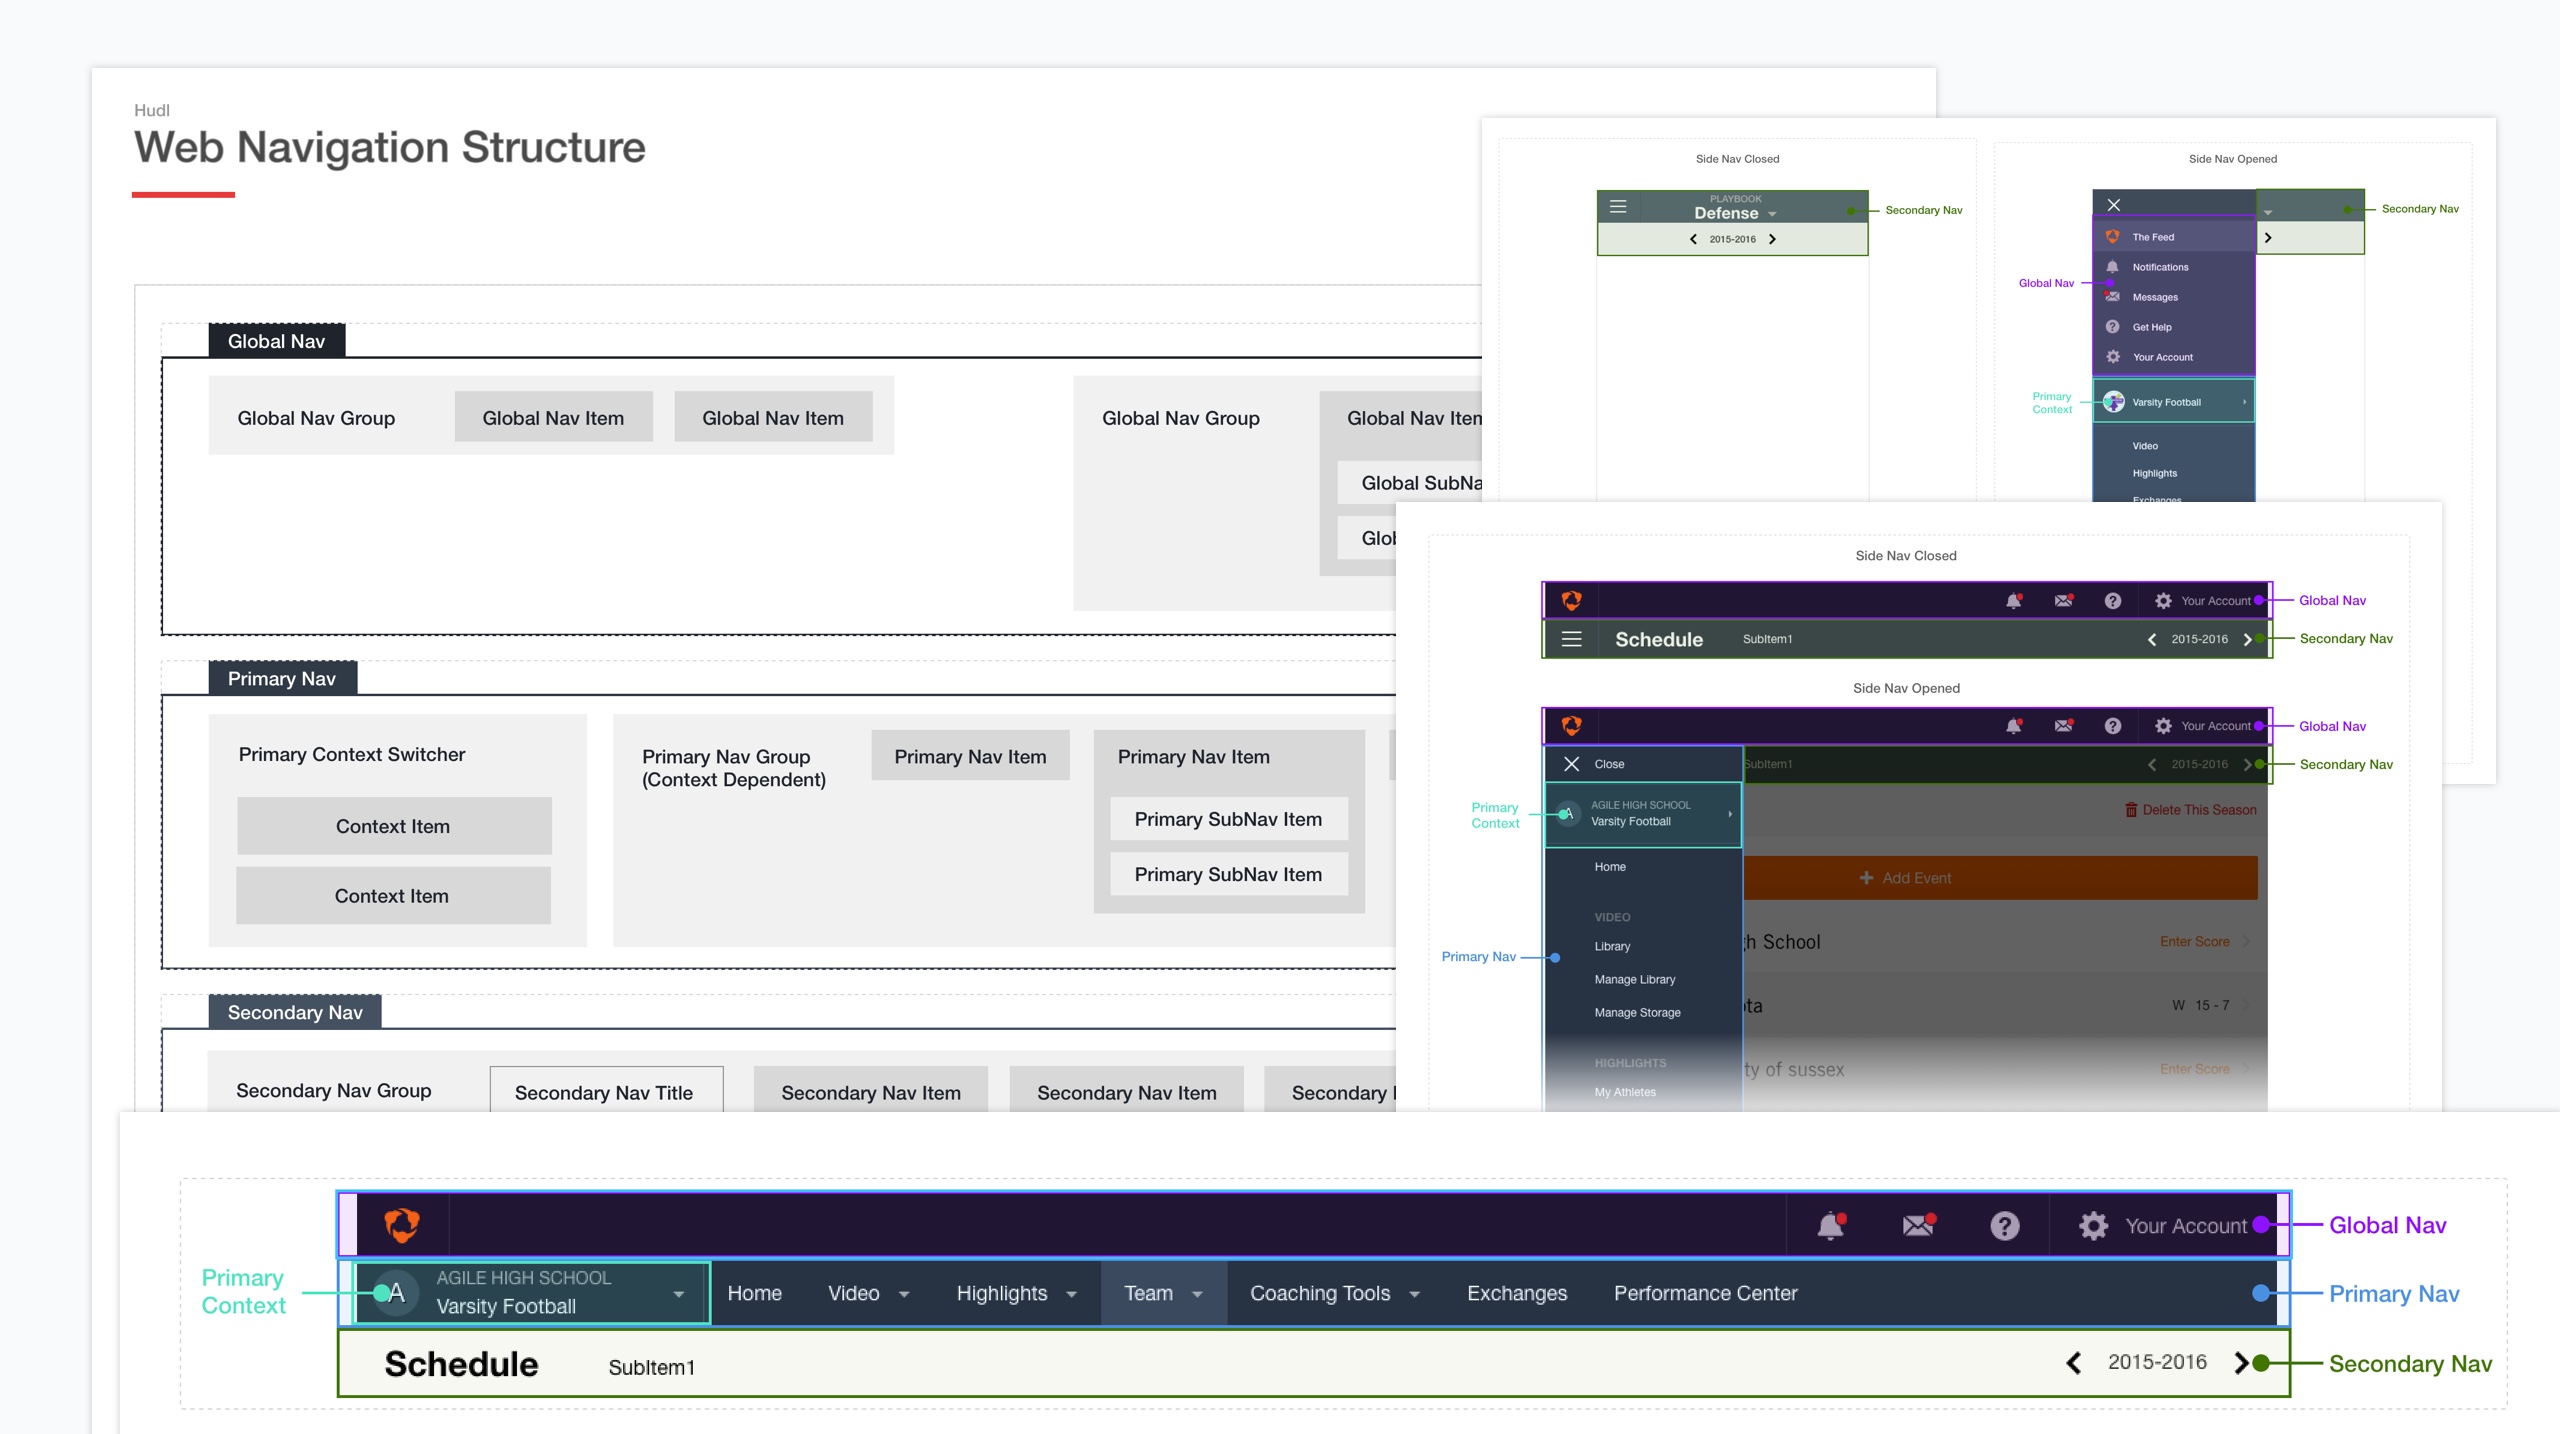 Hudl
Web Navigation Structure
Global Nav
Global Nav Group
Global Nav Item
Global Nav Item
Global Nav Group
Global Nav Item
Global SubNa
Glob
Primary Nav
Primary Context Switcher
Context Item
Context Item
Primary Nav Group
(Context Dependent)
Primary Nav Item
Primary Nav Item
Primary SubNav Item
Primary SubNav Item
Secondary Nav
Secondary Nav Group
Secondary Nav Title
Secondary Nav Item
Secondary Nav Item
Secondary
Side Nav Closed
PLAYBOOK
Defense
2015-2016
Secondary Nav
Side Nav Opened
Secondary Nav
The Feed
Notifications
Global Nav
Messages
Get Help
Your Account
Primary
Context
Varsity Football
Video
Highlights
Exchanges
Side Nav Closed
Your Account
Global Nav
Schedule
SubItem1
2015-2016
Secondary Nav
Side Nav Opened
Your Account
Global Nav
Close
SubItem1
2015-2016
Secondary Nav
Primary
Context
A
AGILE HIGH SCHOOL
Varsity Football
Delete This Season
Home
Add Event
VIDEO
Library
gh School
Enter Score
Primary Nav
Manage Library
Manage Storage
ota
W 15 - 7
HIGHLIGHTS
My Athletes
ty of sussex
Enter Score
Your Account
Global Nav
Primary
Context
A
AGILE HIGH SCHOOL
Varsity Football
Home
Video
Highlights
Team
Coaching Tools
Exchanges
Performance Center
Primary Nav
Schedule
SubItem1
2015-2016
Secondary Nav